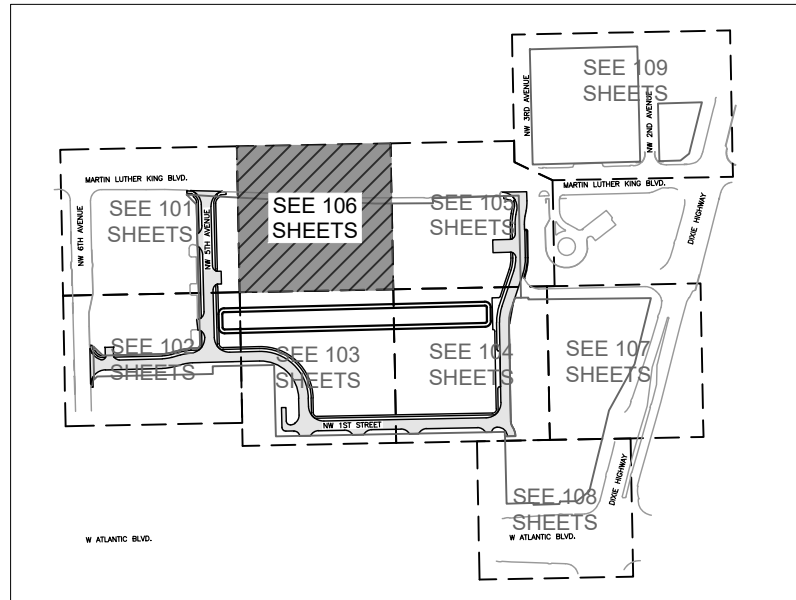 SEE 109
SHEETS
NW 3RD AVENUE
NW 2ND AVENUE
MARTIN LUTHER KING BLVD.
MARTIN LUTHER KING BLVD.
SEE 101
SHEETS
SEE 106
SHEETS
SEE 105
SHEETS
NW 6TH AVENUE
NW 5TH AVENUE
DIXIE HIGHWAY
SEE 102
SHEETS
SEE 103
SHEETS
SEE 104
SHEETS
SEE 107
SHEETS
NW 1ST STREET
DIXIE HIGHWAY
SEE 108
SHEETS
W ATLANTIC BLVD.
W ATLANTIC BLVD.